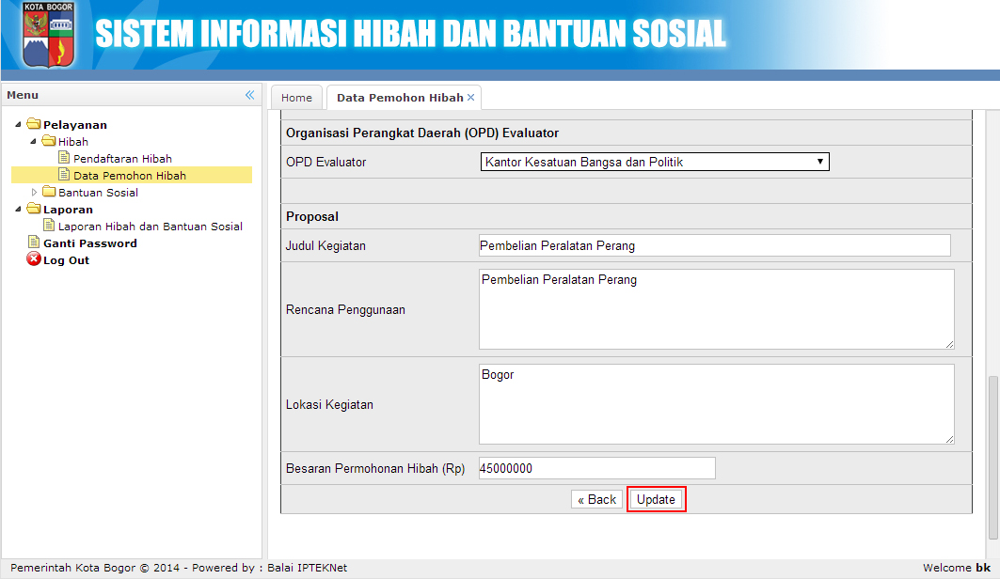 KOTA BOGOR
SISTEM INFORMASI HIBAH DAN BANTUAN SOSIAL
Menu
Pelayanan
Hibah
Pendaftaran Hibah
Data Pemohon Hibah
Bantuan Sosial
Laporan
Laporan Hibah dan Bantuan Sosial
Ganti Password
Log Out
Home
Data Pemohon Hibah ×
Organisasi Perangkat Daerah (OPD) Evaluator
OPD Evaluator Kantor Kesatuan Bangsa dan Politik
Proposal
Judul Kegiatan Pembelian Peralatan Perang
Rencana Penggunaan Pembelian Peralatan Perang
Lokasi Kegiatan Bogor
Besaran Permohonan Hibah (Rp) 45000000
« Back Update
Pemerintah Kota Bogor © 2014 - Powered by : Balai IPTEKNet
Welcome bk